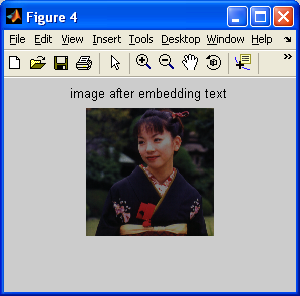 Figure 4
File Edit View Insert Tools Desktop Window Help
image after embedding text